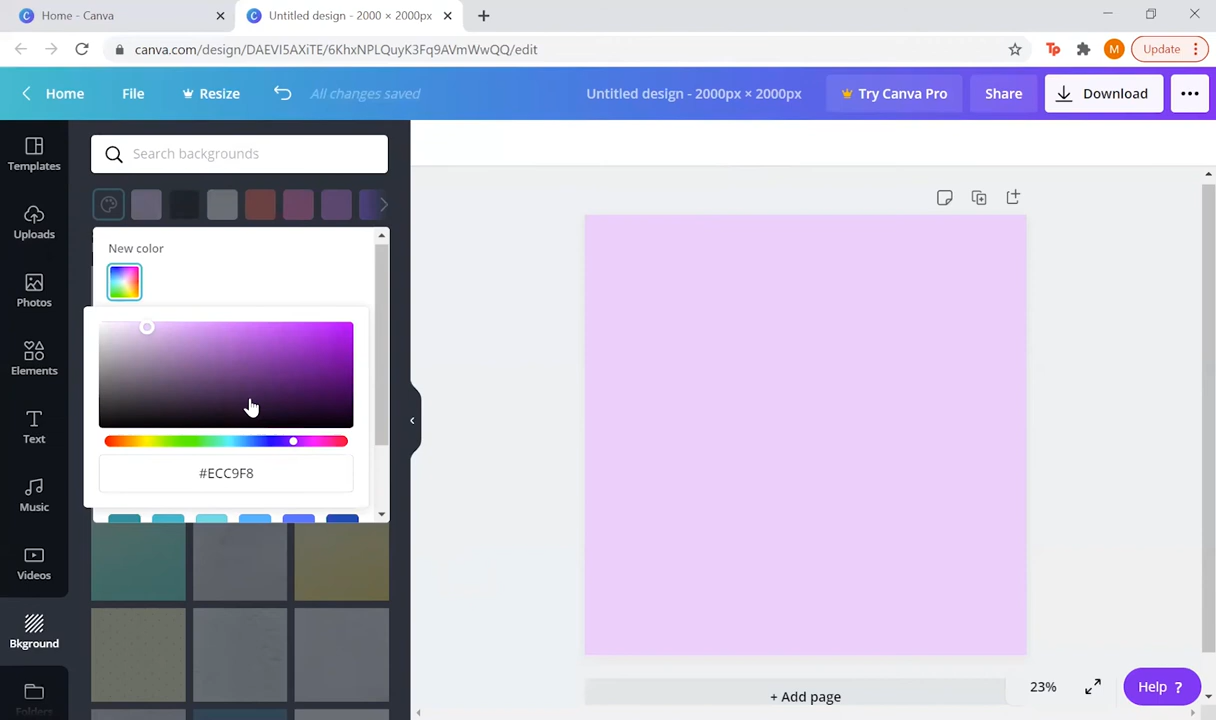 Home - Canva
Untitled design - 2000 × 2000px
canva.com/design/DAEVI5AXiTE/6KhxNPLQuyK3Fq9AVmWwQQ/edit
Tp
M
Update
Home
File
Resize
All changes saved
Untitled design - 2000px × 2000px
Try Canva Pro
Share
Download
Templates
Uploads
Photos
Elements
Text
Music
Videos
Bkground
Folders
Search backgrounds
New color
#ECC9F8
+ Add page
23%
Help ?